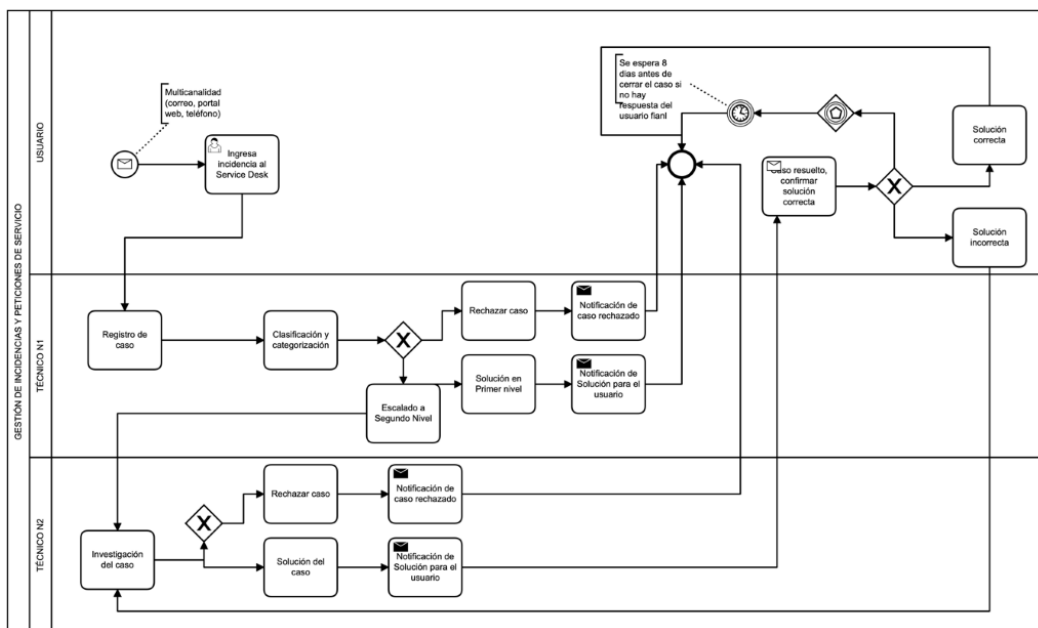 GESTIÓN DE INCIDENCIAS Y PETICIONES DE SERVICIO
USUARIO
Multicanalidad
(correo, portal
web, teléfono)
Ingresa
incidencia al
Service Desk
Se espera 8
dias antes de
cerrar el caso si
no hay
respuesta del
usuario fianl
Caso resuelto,
confirmar
solución
correcta
Solución
correcta
Solución
incorrecta
TÉCNICO N1
Registro de
caso
Clasificación y
categorización
Rechazar caso
Notificación de
caso rechazado
Solución en
Primer nivel
Notificación de
Solución para el
usuario
Escalado a
Segundo Nivel
TÉCNICO N2
Investigación
del caso
Rechazar caso
Notificación de
caso rechazado
Solución del
caso
Notificación de
Solución para el
usuario